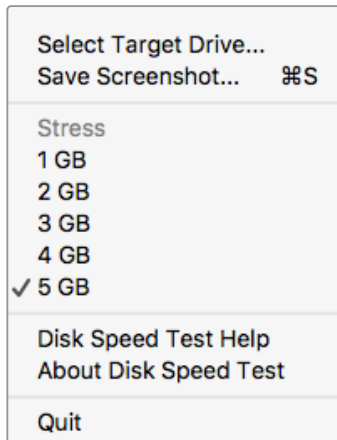 Select Target Drive...
Save Screenshot... ⌘S
Stress
1 GB
2 GB
3 GB
4 GB
✓ 5 GB
Disk Speed Test Help
About Disk Speed Test
Quit